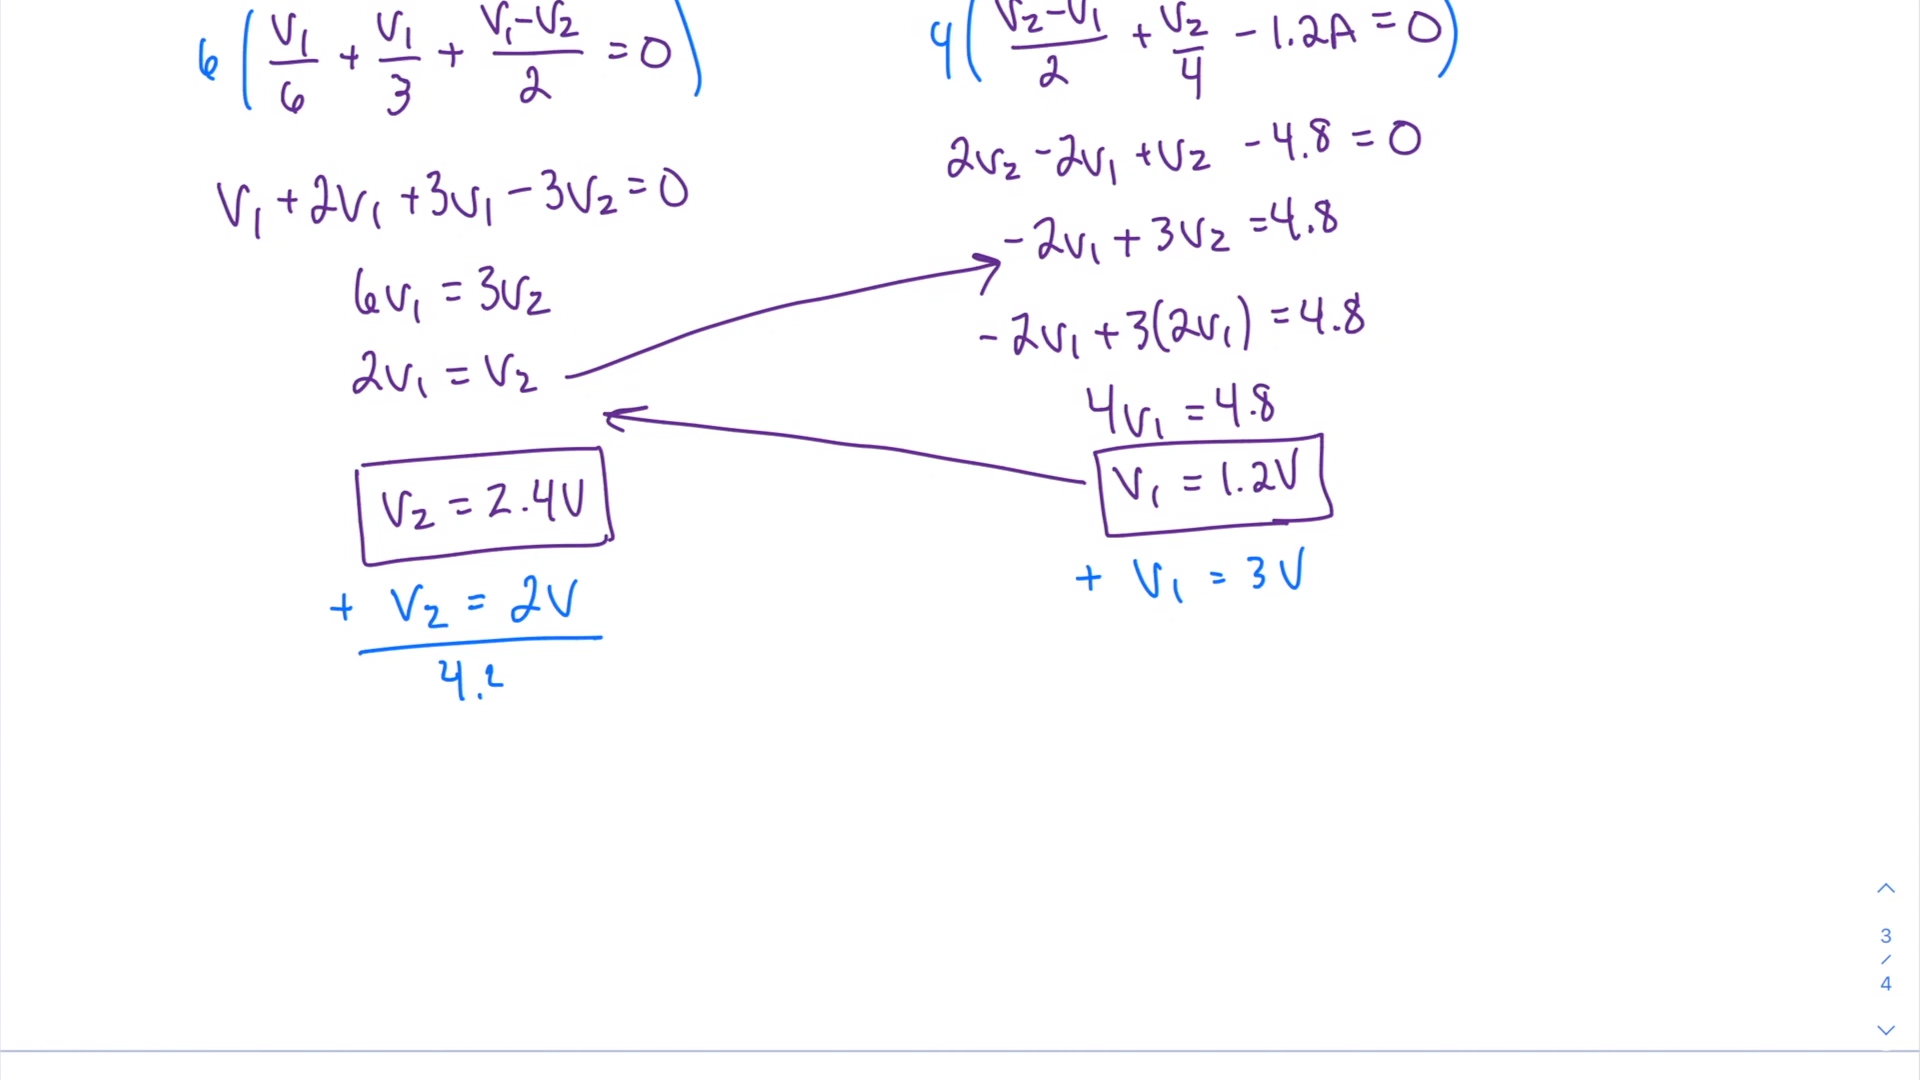 6(V₁/6 + V₁/3 + (V₁-V₂)/2 = 0)
V₁ + 2V₁ + 3V₁ - 3V₂ = 0
6V₁ = 3V₂
2V₁ = V₂
V₂ = 2.4V
+ V₂ = 2V
4.2
4((V₂-V₁)/2 + V₂/4 - 1.2A = 0)
2V₂ - 2V₁ + V₂ - 4.8 = 0
-2V₁ + 3V₂ = 4.8
-2V₁ + 3(2V₁) = 4.8
4V₁ = 4.8
V₁ = 1.2V
+ V₁ = 3V
3
/
4